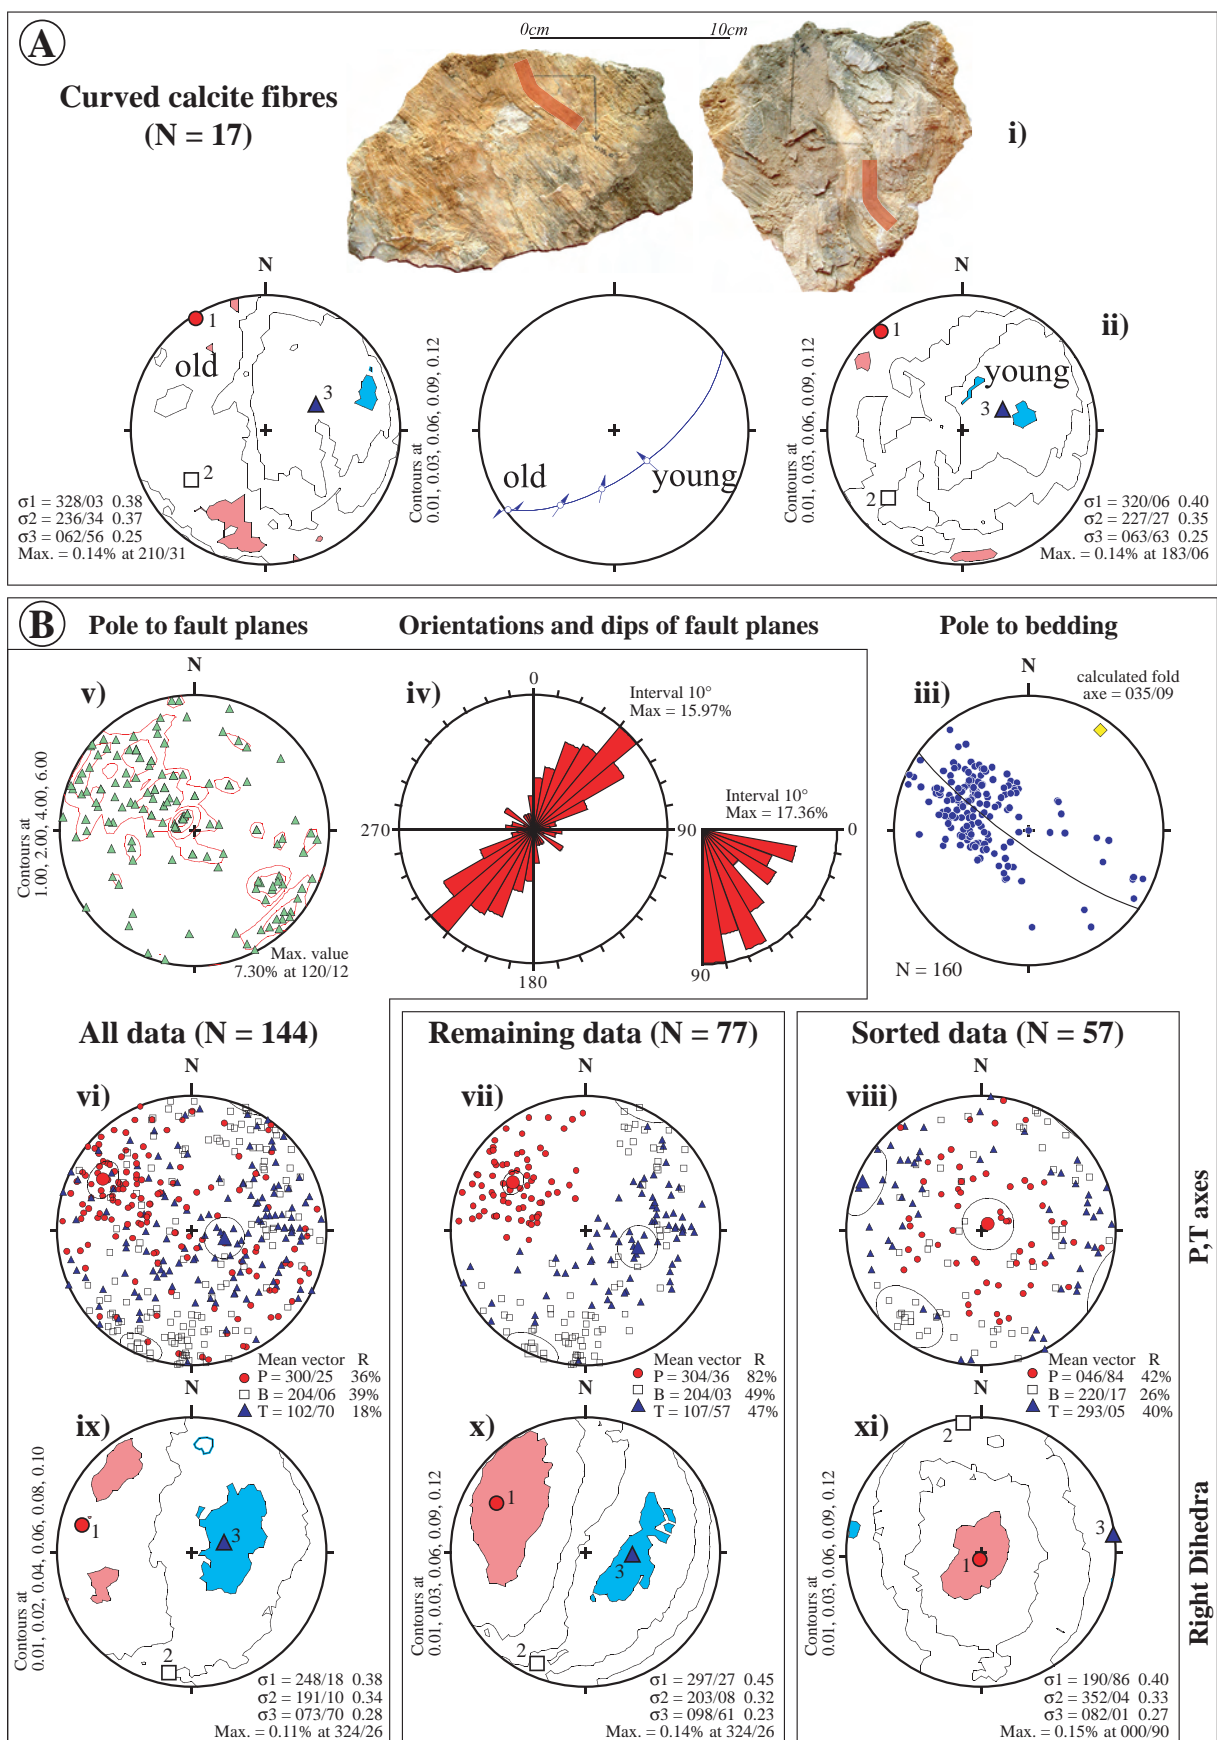 A
0cm 10cm
Curved calcite fibres
(N = 17)
i)
N
1
old
3
2
σ1 = 328/03 0.38
σ2 = 236/34 0.37
σ3 = 062/56 0.25
Max. = 0.14% at 210/31
Contours at
0.01, 0.03, 0.06, 0.09, 0.12
old
young
Contours at
0.01, 0.03, 0.06, 0.09, 0.12
N
ii)
1
young
3
2
σ1 = 320/06 0.40
σ2 = 227/27 0.35
σ3 = 063/63 0.25
Max. = 0.14% at 183/06
B
Pole to fault planes
Orientations and dips of fault planes
Pole to bedding
v)
N
Contours at
1.00, 2.00, 4.00, 6.00
Max. value
7.30% at 120/12
iv)
0
Interval 10°
Max = 15.97%
270
90
180
Interval 10°
Max = 17.36%
0
90
iii)
N
calculated fold
axe = 035/09
N = 160
All data (N = 144)
Remaining data (N = 77)
Sorted data (N = 57)
vi)
N
Mean vector R
P = 300/25 36%
B = 204/06 39%
T = 102/70 18%
vii)
N
Mean vector R
P = 304/36 82%
B = 204/03 49%
T = 107/57 47%
viii)
N
Mean vector R
P = 046/84 42%
B = 220/17 26%
T = 293/05 40%
P,T axes
ix)
N
Contours at
0.01, 0.02, 0.04, 0.06, 0.08, 0.10
1
3
2
σ1 = 248/18 0.38
σ2 = 191/10 0.34
σ3 = 073/70 0.28
Max. = 0.11% at 324/26
x)
N
Contours at
0.01, 0.03, 0.06, 0.09, 0.12
1
3
2
σ1 = 297/27 0.45
σ2 = 203/08 0.32
σ3 = 098/61 0.23
Max. = 0.14% at 324/26
xi)
N
Contours at
0.01, 0.03, 0.06, 0.09, 0.12
2
3
1
σ1 = 190/86 0.40
σ2 = 352/04 0.33
σ3 = 082/01 0.27
Max. = 0.15% at 000/90
Right Dihedra